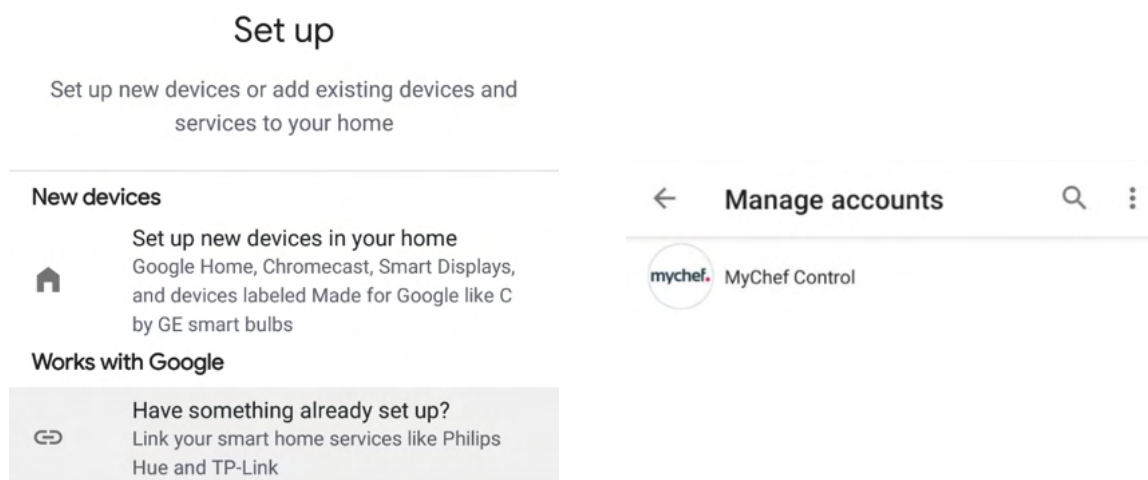 Set up
Set up new devices or add existing devices and
services to your home
New devices
Set up new devices in your home
Google Home, Chromecast, Smart Displays,
and devices labeled Made for Google like C
by GE smart bulbs
Works with Google
Have something already set up?
Link your smart home services like Philips
Hue and TP-Link
Manage accounts
mychef.
MyChef Control